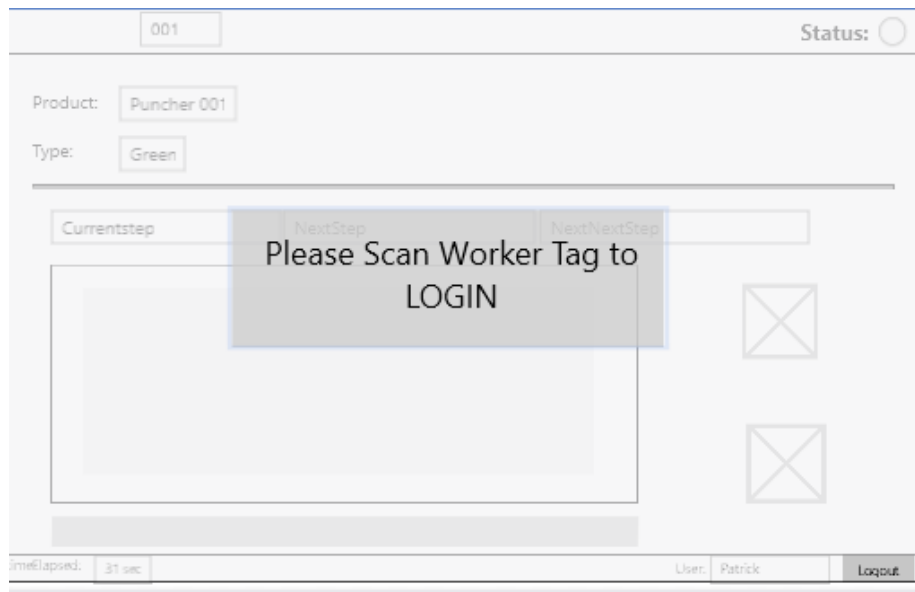 001 Status:
Product: Puncher 001
Type: Green
Currentstep NextStep NextNextStep
Please Scan Worker Tag to
LOGIN
timeElapsed: 31 sec User: Patrick Logout